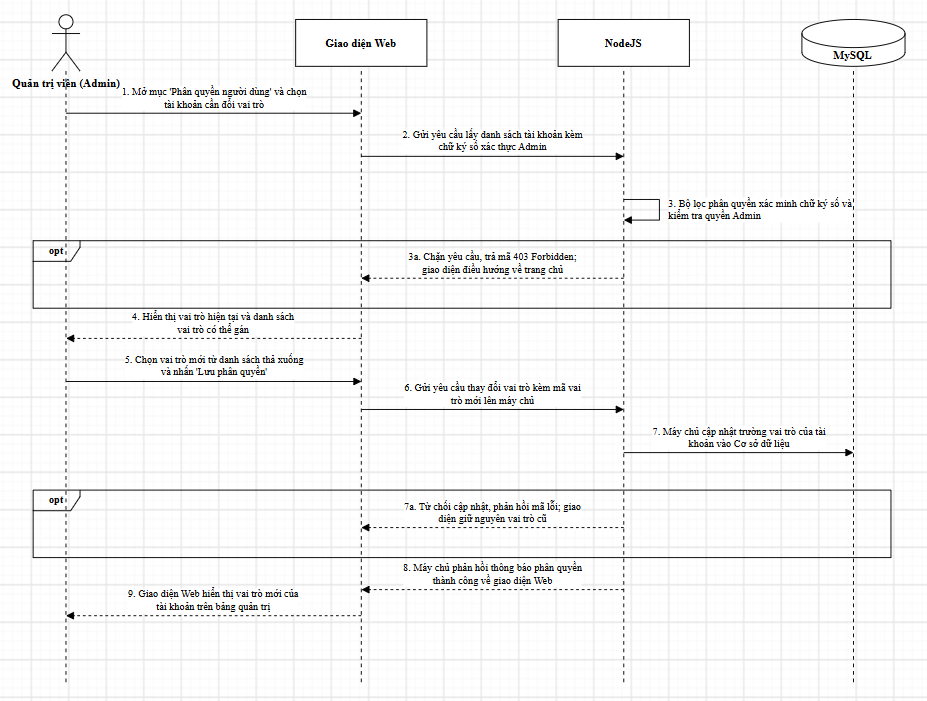 Giao diện Web
NodeJS
MySQL
Quản trị viên (Admin)
1. Mở mục 'Phân quyền người dùng' và chọn
tài khoản cần đổi vai trò
2. Gửi yêu cầu lấy danh sách tài khoản kèm
chữ ký số xác thực Admin
3. Bộ lọc phân quyền xác minh chữ ký số và
kiểm tra quyền Admin
opt
3a. Chặn yêu cầu, trả mã 403 Forbidden;
giao diện điều hướng về trang chủ
4. Hiển thị vai trò hiện tại và danh sách
vai trò có thể gán
5. Chọn vai trò mới từ danh sách thả xuống
và nhấn 'Lưu phân quyền'
6. Gửi yêu cầu thay đổi vai trò kèm mã vai
trò mới lên máy chủ
7. Máy chủ cập nhật trường vai trò của tài
khoản vào Cơ sở dữ liệu
opt
7a. Từ chối cập nhật, phản hồi mã lỗi; giao
diện giữ nguyên vai trò cũ
8. Máy chủ phản hồi thông báo phân quyền
thành công về giao diện Web
9. Giao diện Web hiển thị vai trò mới của
tài khoản trên bảng quản trị